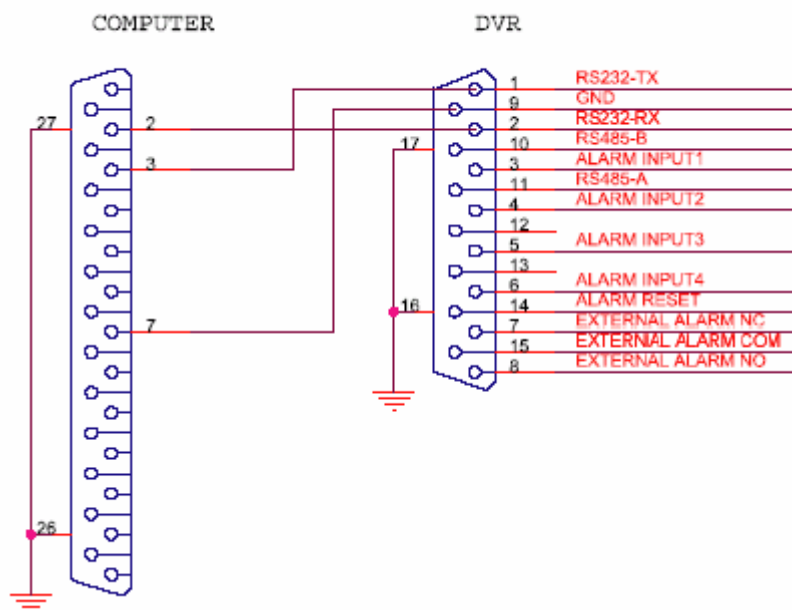 COMPUTER DVR
1 RS232-TX
9 GND
27 2 2 RS232-RX
17 10 RS485-B
3 3 ALARM INPUT1
11 RS485-A
4 ALARM INPUT2
12
5 ALARM INPUT3
13
6 ALARM INPUT4
16 14 ALARM RESET
7 7 EXTERNAL ALARM NC
15 EXTERNIAL ALARM COM
8 EXTERNAL ALARM NO
26